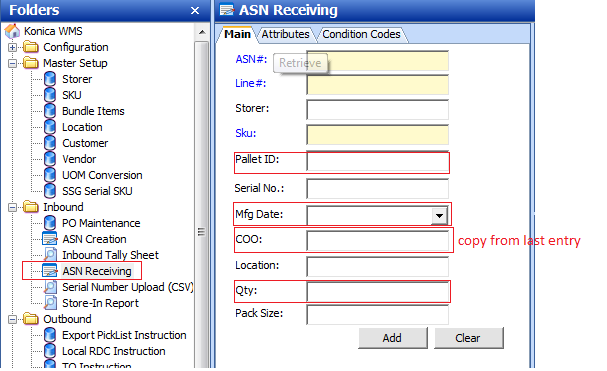 Folders
Konica WMS
Configuration
Master Setup
Storer
SKU
Bundle Items
Location
Customer
Vendor
UOM Conversion
SSG Serial SKU
Inbound
PO Maintenance
ASN Creation
Inbound Tally Sheet
ASN Receiving
Serial Number Upload (CSV)
Store-In Report
Outbound
Export PickList Instruction
Local RDC Instruction
TO Instruction
ASN Receiving
Main Attributes Condition Codes
ASN#:
Retrieve
Line#:
Storer:
Sku:
Pallet ID:
Serial No.:
Mfg Date:
COO: copy from last entry
Location:
Qty:
Pack Size:
Add Clear